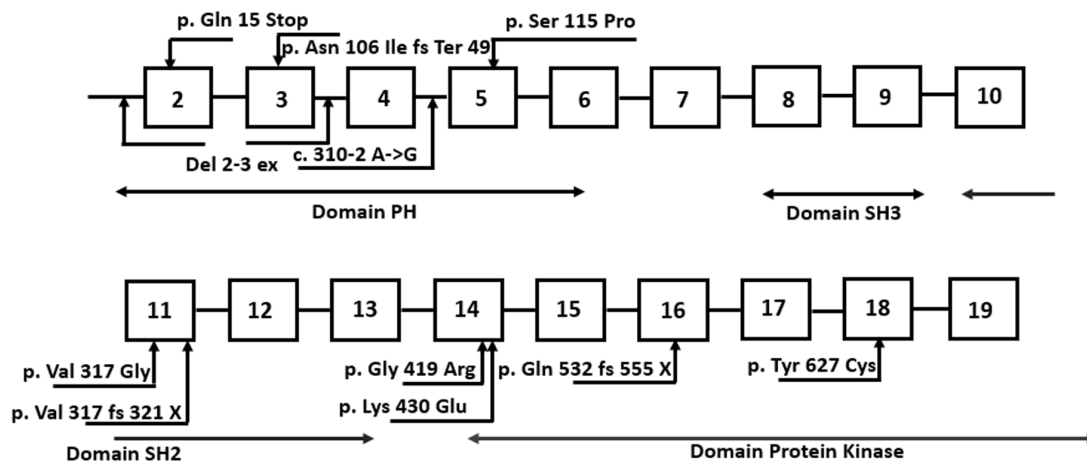 p. Gln 15 Stop
p. Ser 115 Pro
p. Asn 106 Ile fs Ter 49
2 3 4 5 6 7 8 9 10
Del 2-3 ex
c. 310-2 A->G
Domain PH
Domain SH3
11 12 13 14 15 16 17 18 19
p. Val 317 Gly
p. Gly 419 Arg
p. Gln 532 fs 555 X
p. Tyr 627 Cys
p. Val 317 fs 321 X
p. Lys 430 Glu
Domain SH2
Domain Protein Kinase